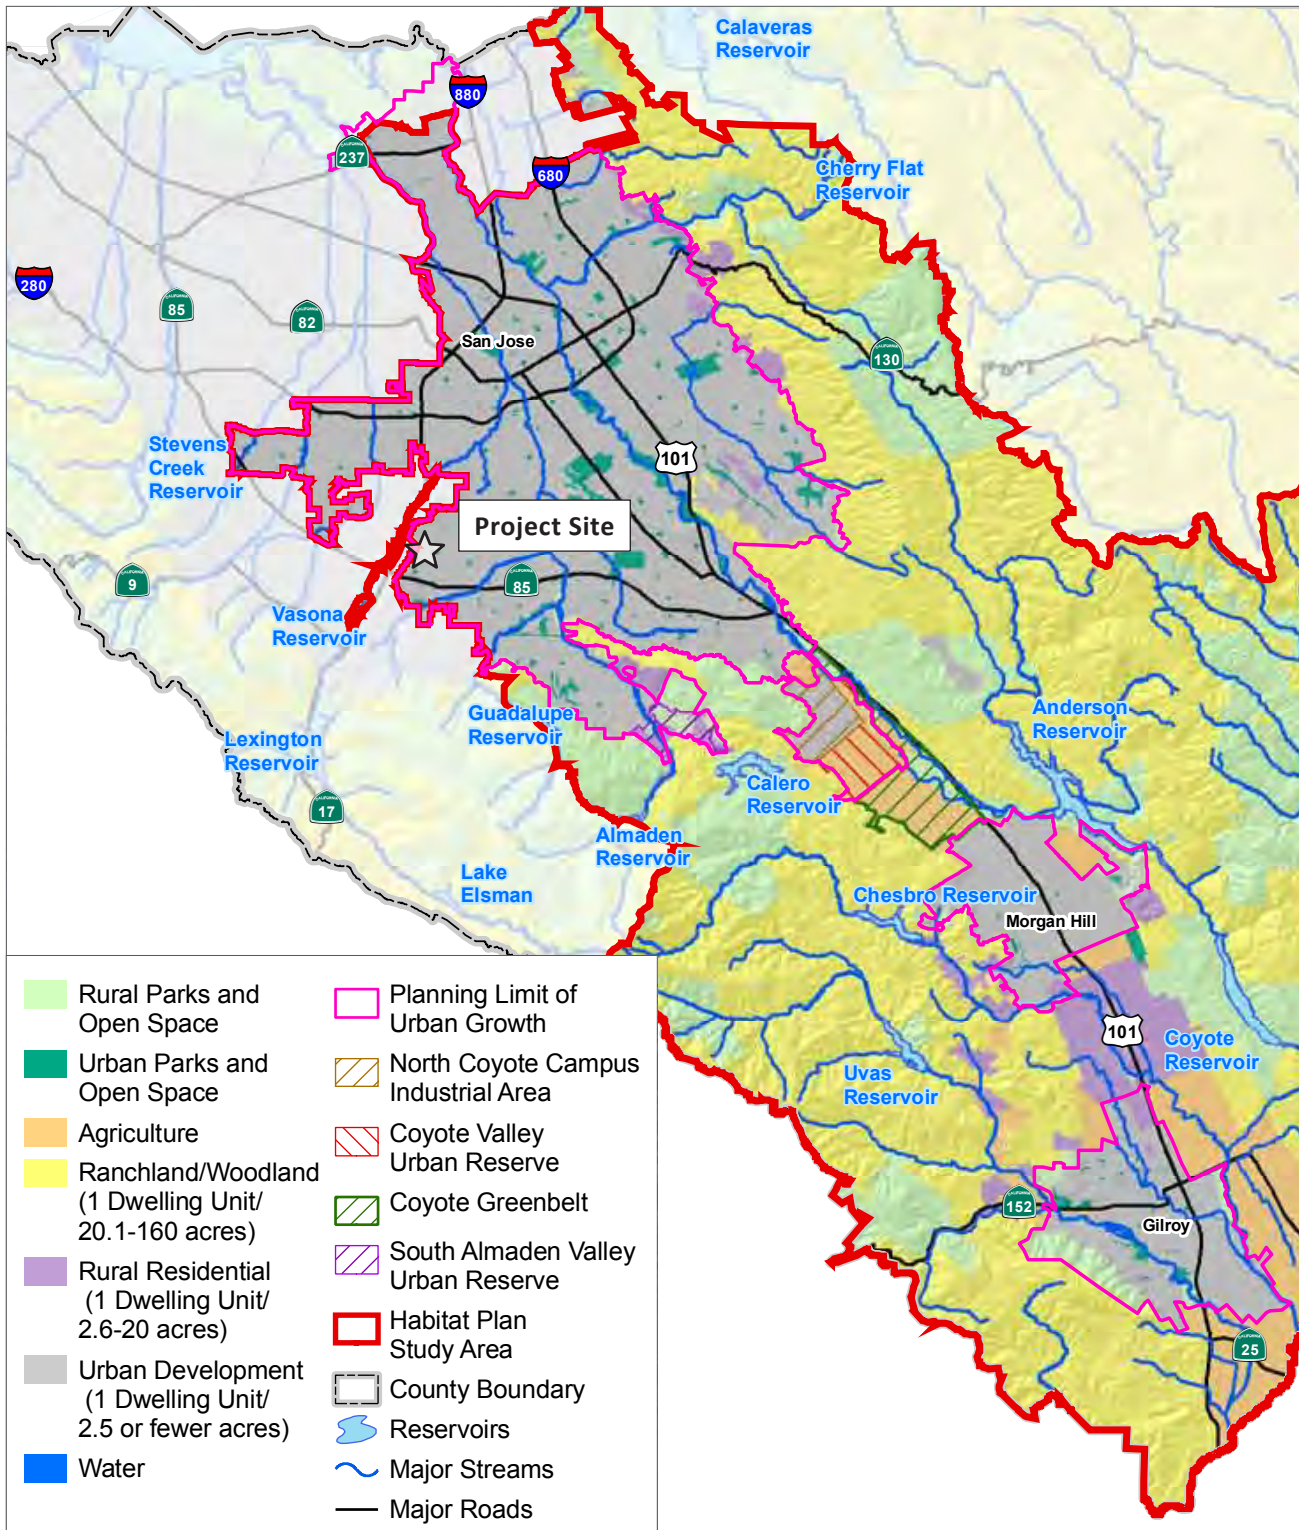 Calaveras
Reservoir
880
237
680
Cherry Flat
Reservoir
280
85
82
San Jose
130
Stevens
Creek
Reservoir
101
Project Site
9
85
Vasona
Reservoir
Guadalupe
Reservoir
Anderson
Reservoir
Lexington
Reservoir
Calero
Reservoir
17
Almaden
Reservoir
Lake
Elsman
Chesbro Reservoir
Morgan Hill
101
Coyote
Reservoir
Uvas
Reservoir
152
Gilroy
25
Rural Parks and
Open Space
Urban Parks and
Open Space
Agriculture
Ranchland/Woodland
(1 Dwelling Unit/
20.1-160 acres)
Rural Residential
(1 Dwelling Unit/
2.6-20 acres)
Urban Development
(1 Dwelling Unit/
2.5 or fewer acres)
Water
Planning Limit of
Urban Growth
North Coyote Campus
Industrial Area
Coyote Valley
Urban Reserve
Coyote Greenbelt
South Almaden Valley
Urban Reserve
Habitat Plan
Study Area
County Boundary
Reservoirs
Major Streams
Major Roads